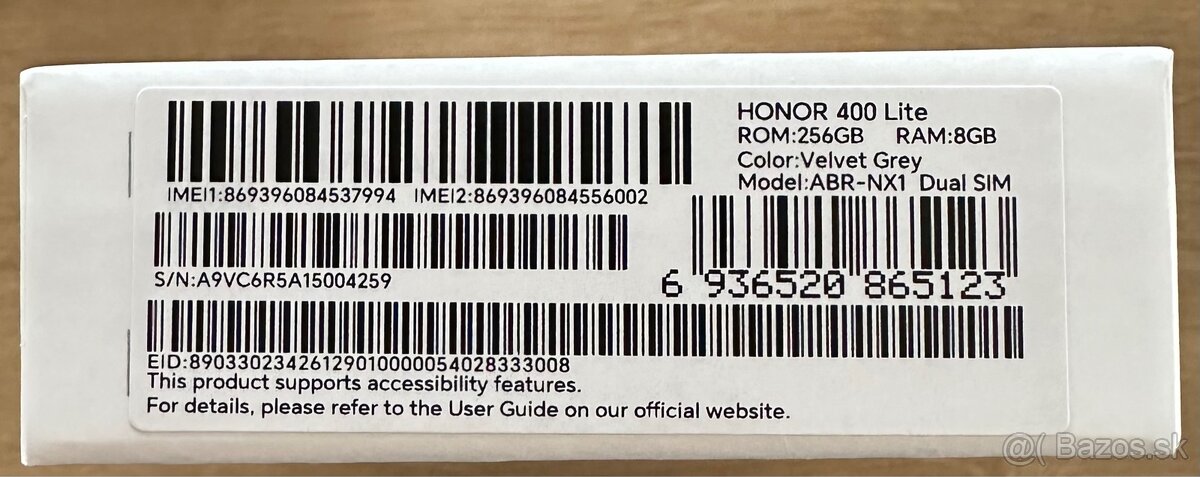 HONOR 400 Lite
ROM:256GB RAM:8GB
Color:Velvet Grey
Model:ABR-NX1 Dual SIM
IMEI1:869396084537994 IMEI2:869396084556002
S/N:A9VC6R5A15004259
6 936520 865123
EID:89033023426129010000054028333008
This product supports accessibility features.
For details, please refer to the User Guide on our official website.
@( Bazos.sk